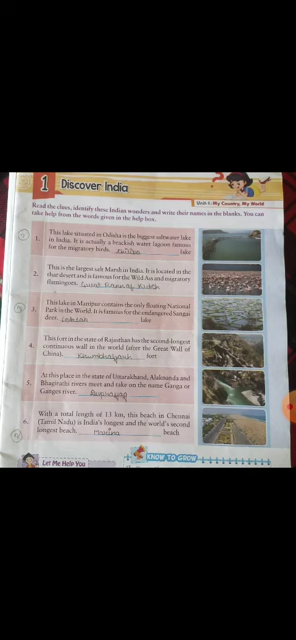 1 Discover India
Unit-1: My Country, My World
Read the clues, identify these Indian wonders and write their names in the blanks. You can
take help from the words given in the help box.
1. This lake situated in Odisha is the biggest saltwater lake
in India. It is actually a brackish water lagoon famous
for the migratory birds. Chilka lake
2. This is the largest salt Marsh in India. It is located in the
thar desert and is famous for the Wild Ass and migratory
flamingoes. Great Rann of Kutch
3. This lake in Manipur contains the only floating National
Park in the World. It is famous for the endangered Sangai
deer. Loktak lake
4. This fort in the state of Rajasthan has the second-longest
continuous wall in the world (after the Great Wall of
China). Kumbhalgarh fort
5. At this place in the state of Uttarakhand, Alaknanda and
Bhagirathi rivers meet and take on the name Ganga or
Ganges river.
6. With a total length of 13 km, this beach in Chennai
(Tamil Nadu) is India's longest and the world's second
longest beach. Marina beach
Let Me Help You
KNOW TO GROW